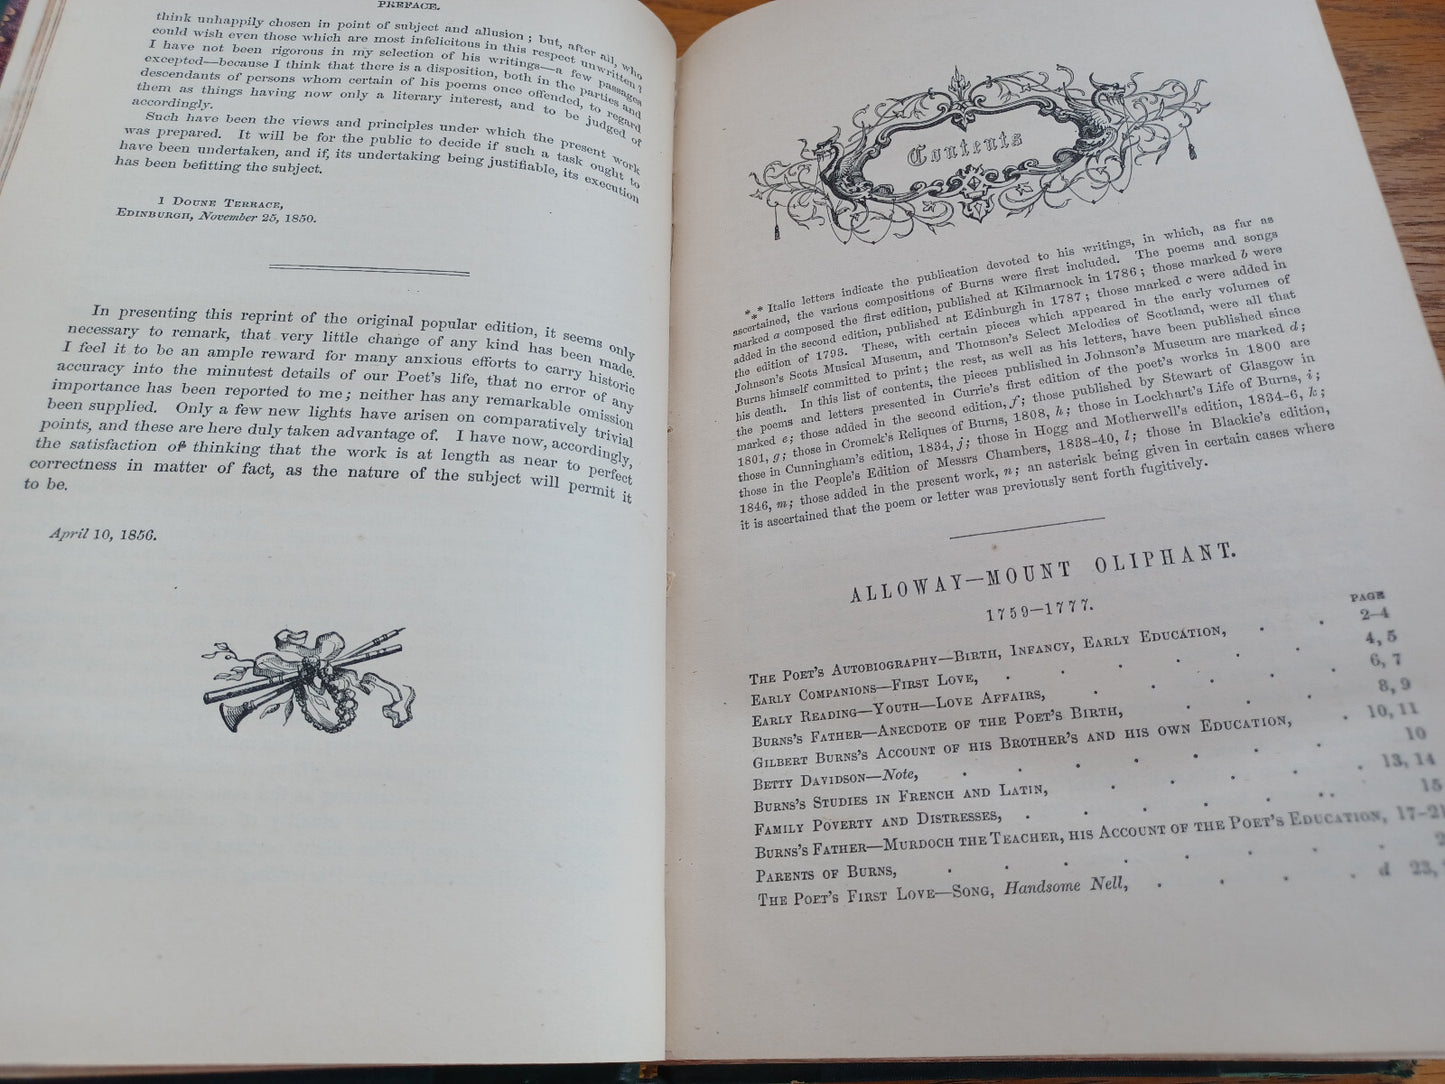 PREFACE.
think unhappily chosen in point of subject and allusion; but, after all, who
could wish even those which are most infelicitous in this respect unwritten?
I have not been rigorous in my selection of his writings—a few passages
excepted—because I think that there is a disposition, both in the parties and
descendants of persons whom certain of his poems once offended, to regard
them as things having now only a literary interest, and to be judged of
accordingly.
Such have been the views and principles under which the present work
was prepared. It will be for the public to decide if such a task ought to
have been undertaken, and if, its undertaking being justifiable, its execution
has been befitting the subject.
1 DOUNE TERRACE,
EDINBURGH, November 25, 1850.
In presenting this reprint of the original popular edition, it seems only
necessary to remark, that very little change of any kind has been made.
I feel it to be an ample reward for many anxious efforts to carry historic
accuracy into the minutest details of our Poet's life, that no error of any
importance has been reported to me; neither has any remarkable omission
been supplied. Only a few new lights have arisen on comparatively trivial
points, and these are here duly taken advantage of. I have now, accordingly,
the satisfaction of thinking that the work is at length as near to perfect
correctness in matter of fact, as the nature of the subject will permit it
to be.
April 10, 1856.
Contents
*** Italic letters indicate the publication devoted to his writings, in which, as far as
ascertained, the various compositions of Burns were first included. The poems and songs
marked a composed the first edition, published at Kilmarnock in 1786; those marked b were
added in the second edition, published at Edinburgh in 1787; those marked c were added in
the edition of 1793. These, with certain pieces which appeared in the early volumes of
Johnson's Scots Musical Museum, and Thomson's Select Melodies of Scotland, were all that
Burns himself committed to print; the rest, as well as his letters, have been published since
his death. In this list of contents, the pieces published in Johnson's Museum are marked d;
the poems and letters presented in Currie's first edition of the poet's works in 1800 are
marked e; those added in the second edition, f; those published by Stewart of Glasgow in
1801, g; those in Cromek's Reliques of Burns, 1808, h; those in Lockhart's Life of Burns, i;
those in Cunningham's edition, 1834, j; those in Hogg and Motherwell's edition, 1834-6, k;
those in the People's Edition of Messrs Chambers, 1838-40, l; those in Blackie's edition,
1846, m; those added in the present work, n; an asterisk being given in certain cases where
it is ascertained that the poem or letter was previously sent forth fugitively.
ALLOWAY—MOUNT OLIPHANT.
1759—1777.
PAGE
THE POET'S AUTOBIOGRAPHY—BIRTH, INFANCY, EARLY EDUCATION, . . 2-4
EARLY COMPANIONS—FIRST LOVE, . . . . . . 4, 5
EARLY READING—YOUTH—LOVE AFFAIRS, . . . . . 6, 7
BURNS'S FATHER—ANECDOTE OF THE POET'S BIRTH, . . . 8, 9
GILBERT BURNS'S ACCOUNT OF HIS BROTHER'S AND HIS OWN EDUCATION, . 10, 11
BETTY DAVIDSON—Note, . . . . . . . 10
BURNS'S STUDIES IN FRENCH AND LATIN, . . . . . 13, 14
FAMILY POVERTY AND DISTRESSES, . . . . . . 15
BURNS'S FATHER—MURDOCH THE TEACHER, HIS ACCOUNT OF THE POET'S EDUCATION, 17-21
PARENTS OF BURNS, . . . . . . .
THE POET'S FIRST LOVE—SONG, Handsome Nell, . . . . d 23,